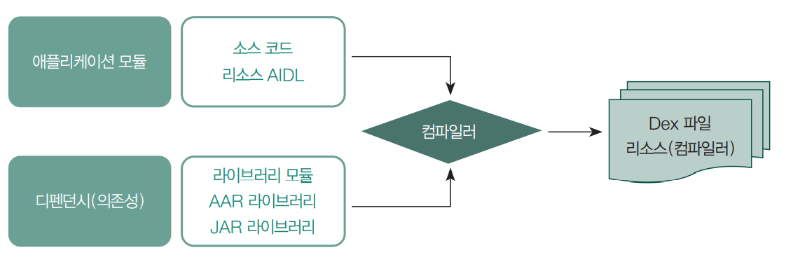 애플리케이션 모듈
소스 코드
리소스 AIDL
컴파일러
Dex 파일
리소스(컴파일러)
디펜던시(의존성)
라이브러리 모듈
AAR 라이브러리
JAR 라이브러리